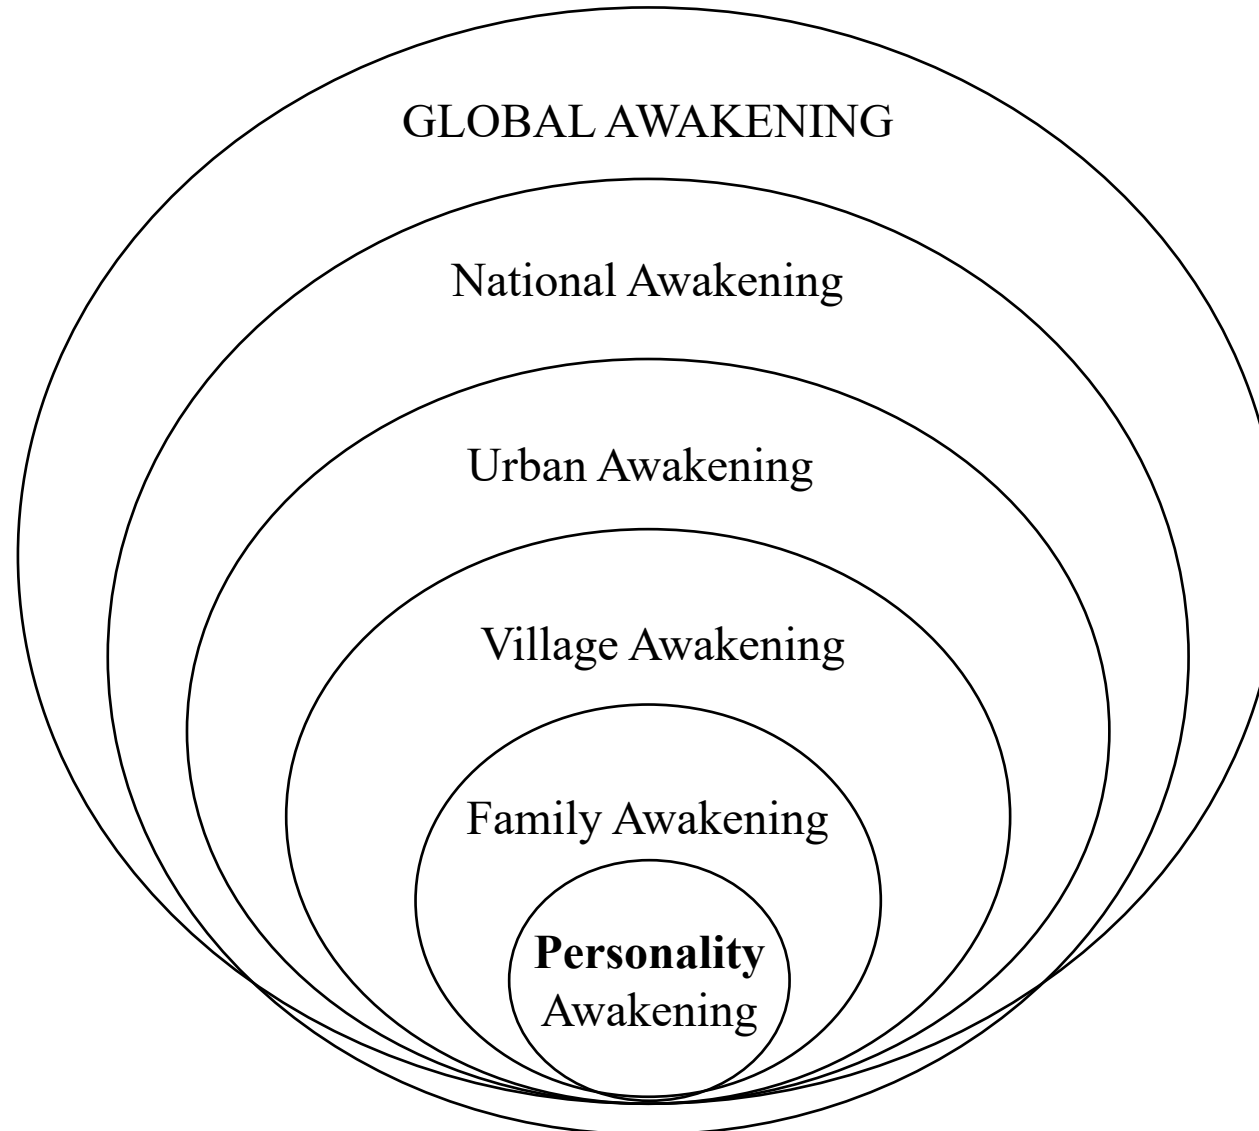 GLOBAL AWAKENING
National Awakening
Urban Awakening
Village Awakening
Family Awakening
Personality
Awakening